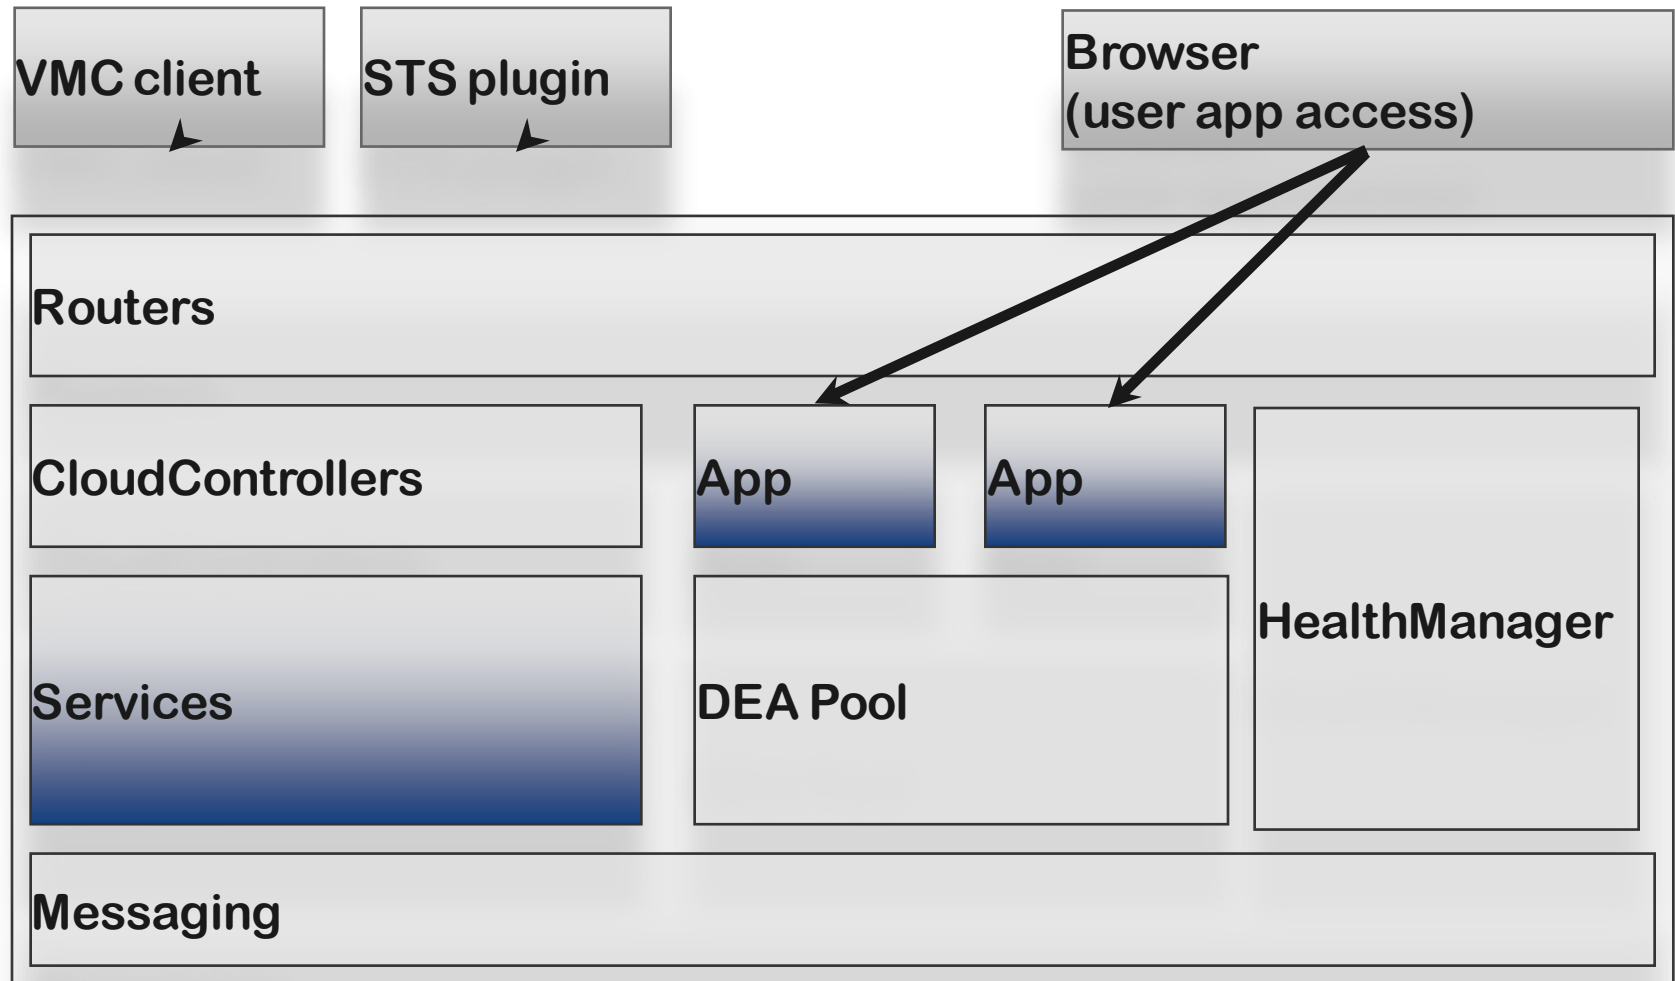 VMC client
STS plugin
Browser
(user app access)
Routers
CloudControllers
App
App
HealthManager
Services
DEA Pool
Messaging